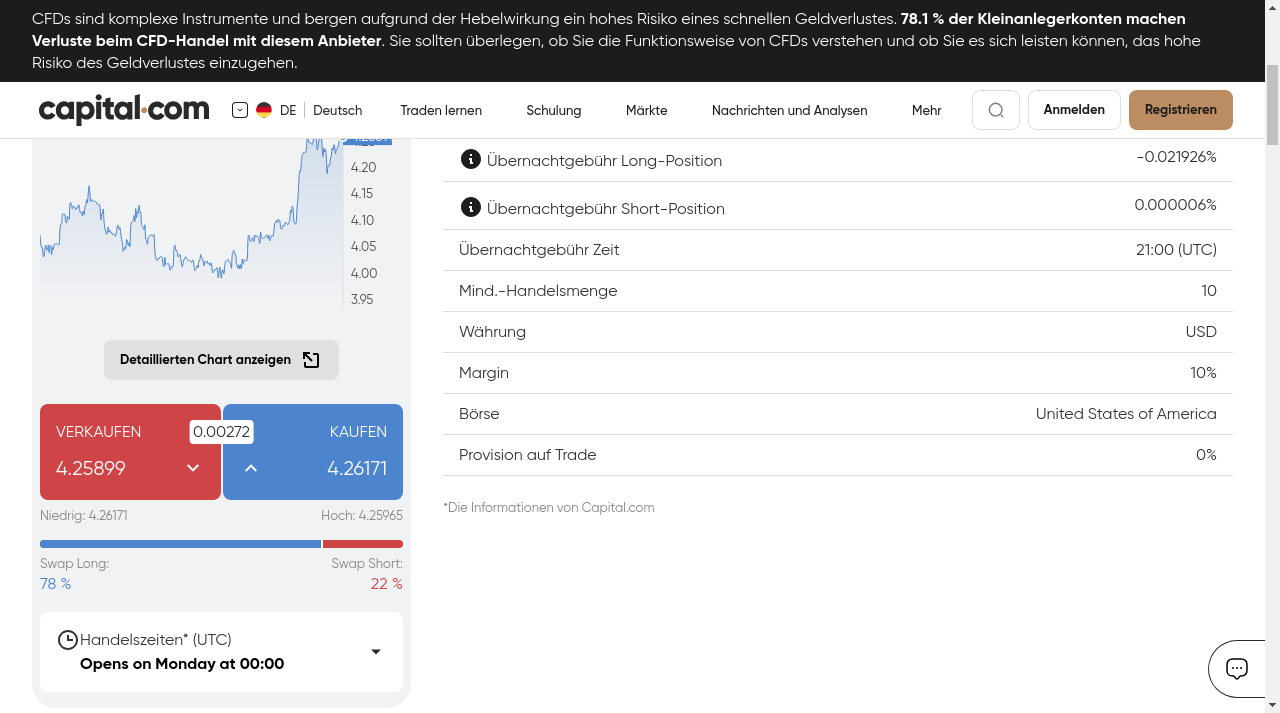 CFDs sind komplexe Instrumente und bergen aufgrund der Hebelwirkung ein hohes Risiko eines schnellen Geldverlustes. 78.1 % der Kleinanlegerkonten machen
Verluste beim CFD-Handel mit diesem Anbieter. Sie sollten überlegen, ob Sie die Funktionsweise von CFDs verstehen und ob Sie es sich leisten können, das hohe
Risiko des Geldverlustes einzugehen.
capital.com
DE
Deutsch
Traden lernen
Schulung
Märkte
Nachrichten und Analysen
Mehr
Anmelden
Registrieren
4.20
4.15
4.10
4.05
4.00
3.95
Detaillierten Chart anzeigen
VERKAUFEN
0.00272
KAUFEN
4.25899
4.26171
Niedrig: 4.26171
Hoch: 4.25965
Swap Long:
Swap Short:
78 %
22 %
Handelszeiten* (UTC)
Opens on Monday at 00:00
Übernachtgebühr Long-Position
-0.021926%
Übernachtgebühr Short-Position
0.000006%
Übernachtgebühr Zeit
21:00 (UTC)
Mind.-Handelsmenge
10
Währung
USD
Margin
10%
Börse
United States of America
Provision auf Trade
0%
*Die Informationen von Capital.com